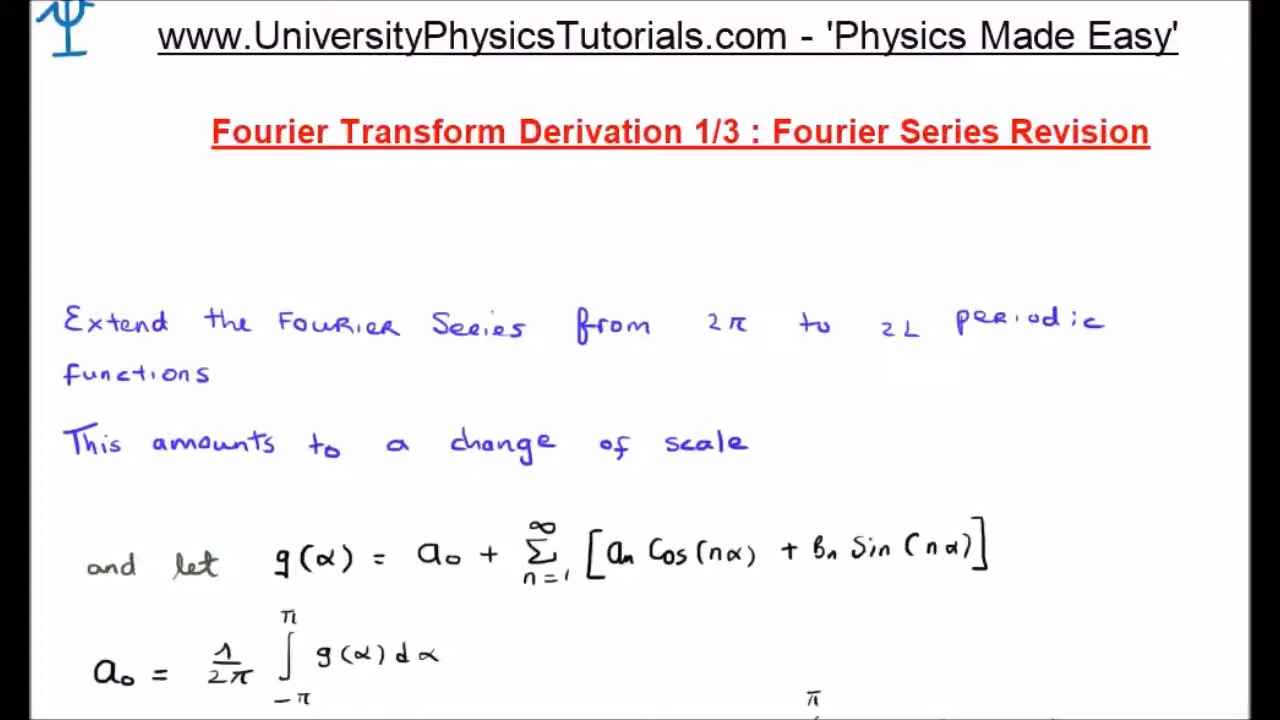 www.UniversityPhysicsTutorials.com - 'Physics Made Easy'
Fourier Transform Derivation 1/3 : Fourier Series Revision
Extend the Fourier Series from 2π to 2L periodic
functions
This amounts to a change of scale
and let g(α) = a₀ + ∑_{n=1}^{∞} [aₙ Cos(nα) + Bₙ Sin(nα)]
a₀ = 1/2π ∫_{-π}^{π} g(α)dα
π